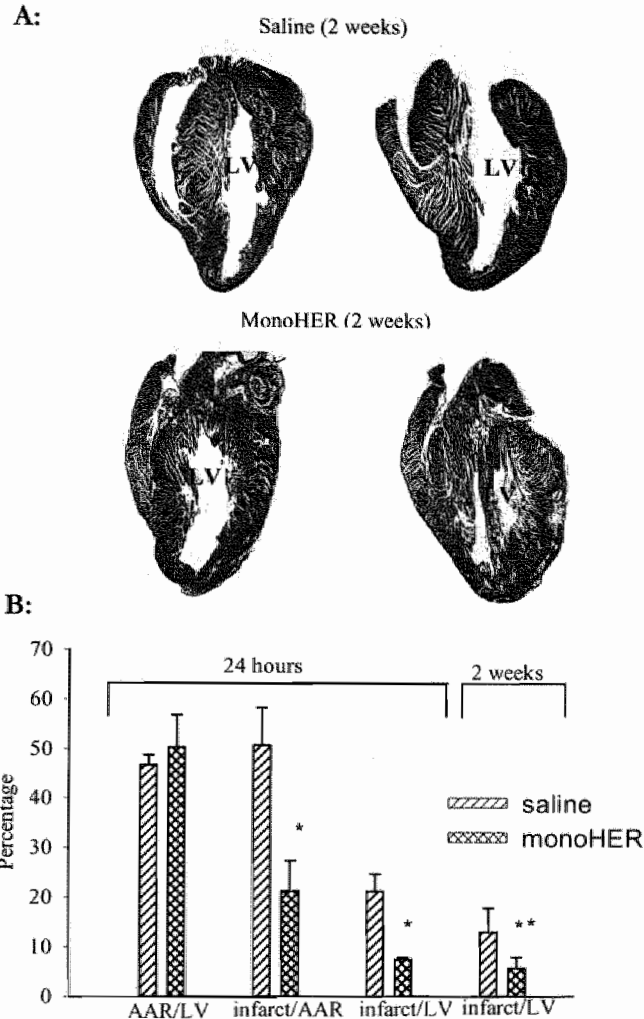 A:
Saline (2 weeks)
LV
LV
MonoHER (2 weeks)
LV
V
B:
70
24 hours
2 weeks
60
50
40
30
20
10
0
Percentage
saline
monoHER
*
*
**
AAR/LV infarct/AAR infarct/LV infarct/LV